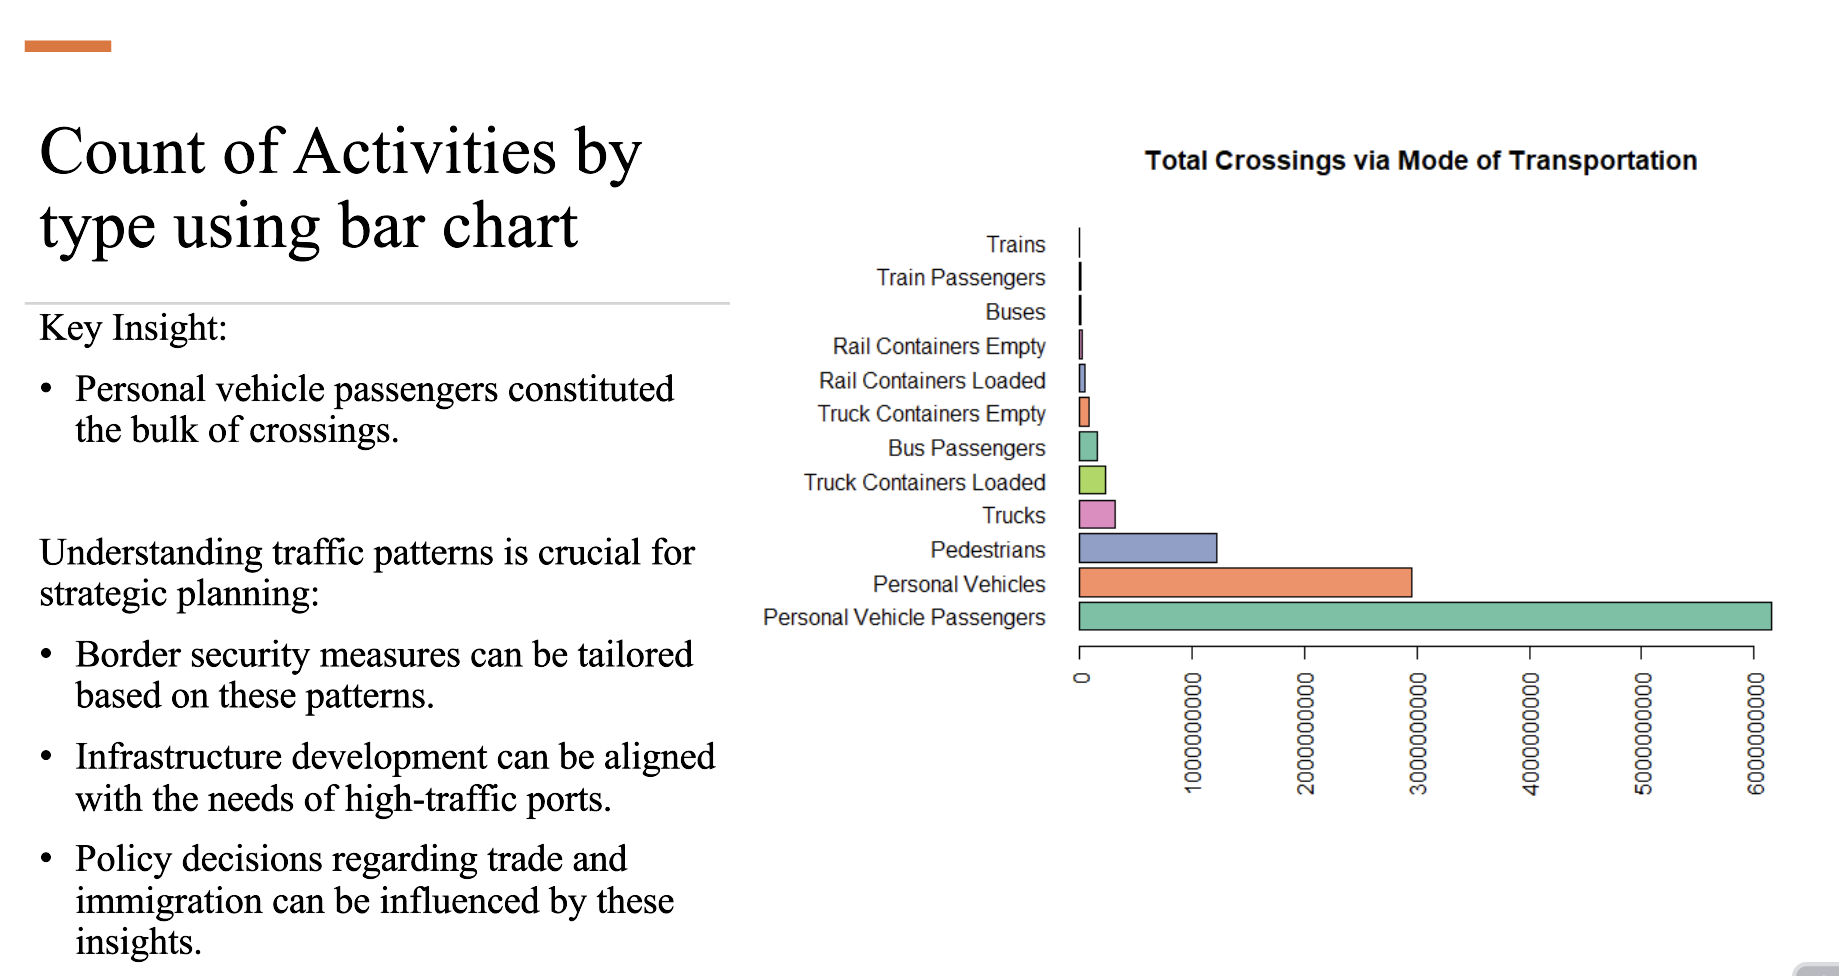 Count of Activities by
type using bar chart
Key Insight:
• Personal vehicle passengers constituted
the bulk of crossings.
Understanding traffic patterns is crucial for
strategic planning:
• Border security measures can be tailored
based on these patterns.
• Infrastructure development can be aligned
with the needs of high-traffic ports.
• Policy decisions regarding trade and
immigration can be influenced by these
insights.
Total Crossings via Mode of Transportation
Trains
Train Passengers
Buses
Rail Containers Empty
Rail Containers Loaded
Truck Containers Empty
Bus Passengers
Truck Containers Loaded
Trucks
Pedestrians
Personal Vehicles
Personal Vehicle Passengers
0
1000000000
2000000000
3000000000
4000000000
5000000000
6000000000